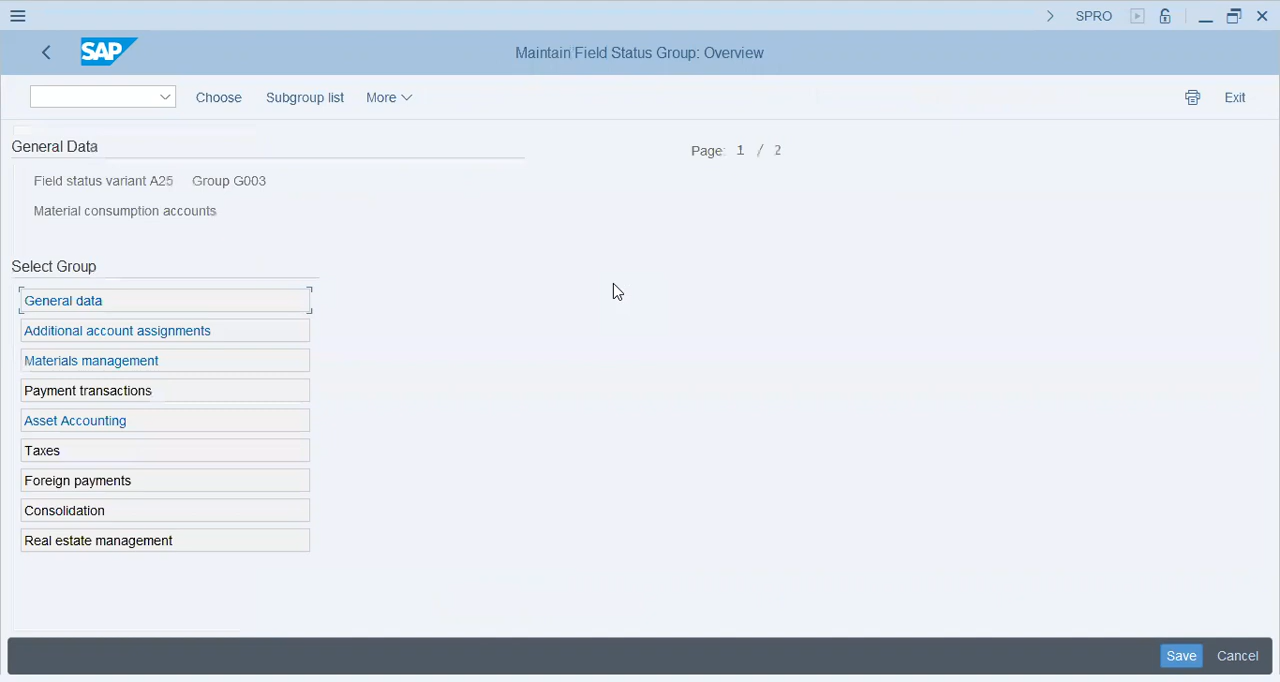 SPRO
SAP
Maintain Field Status Group: Overview
Choose Subgroup list More Exit
General Data
Page: 1 / 2
Field status variant A25 Group G003
Material consumption accounts
Select Group
General data
Additional account assignments
Materials management
Payment transactions
Asset Accounting
Taxes
Foreign payments
Consolidation
Real estate management
Save Cancel